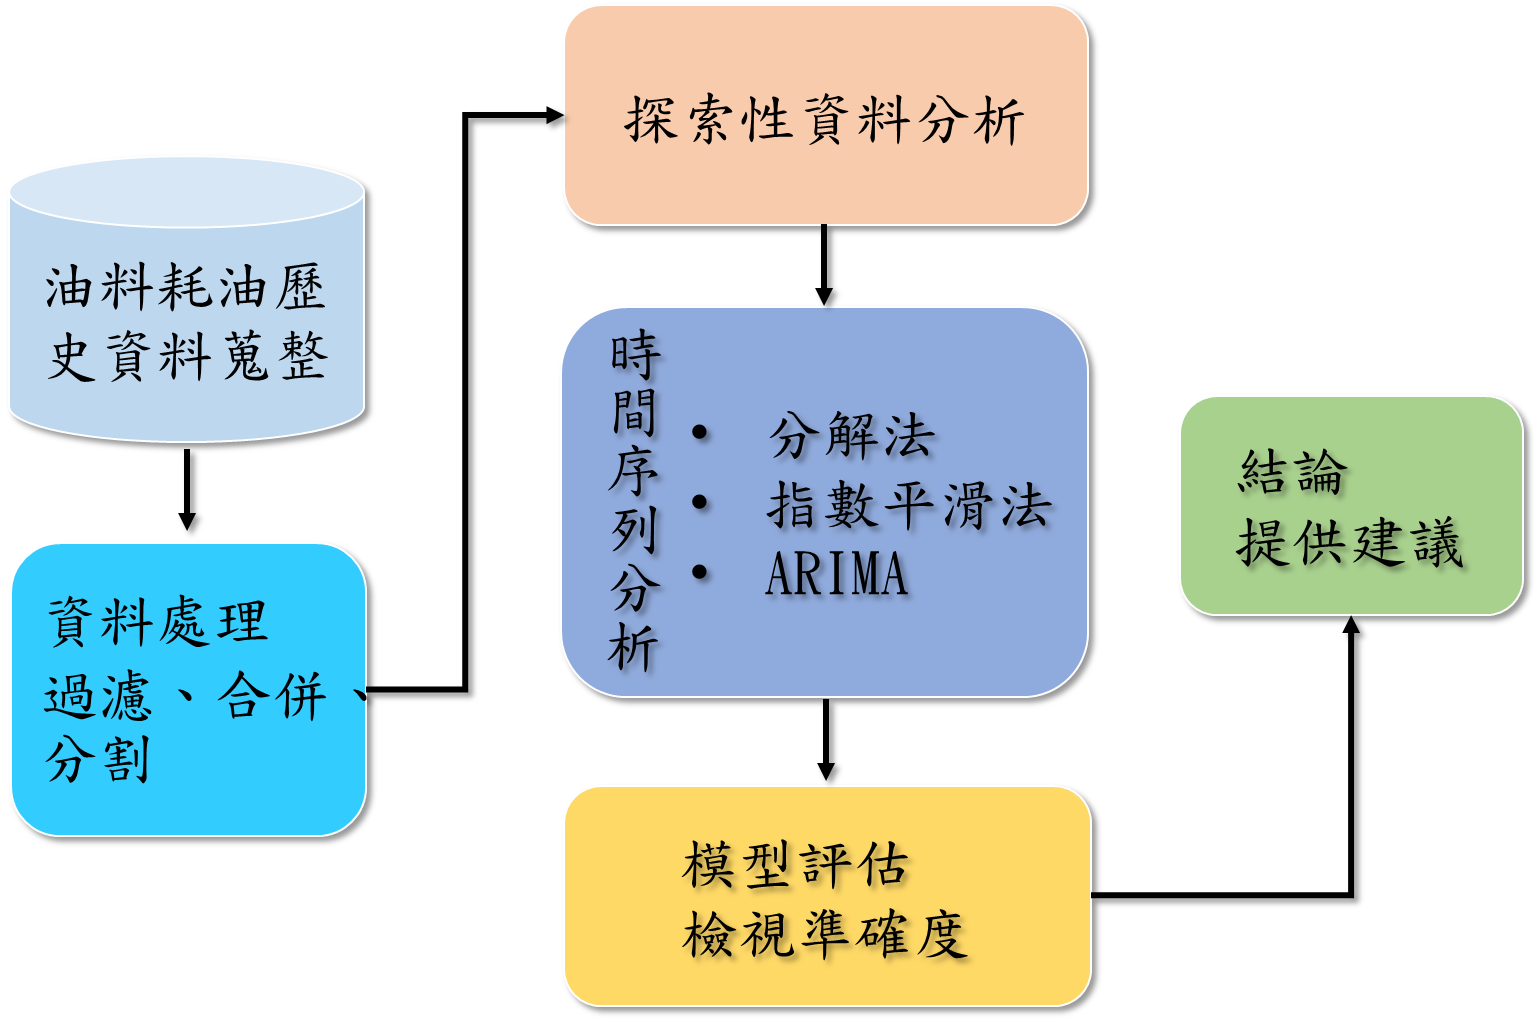 油料耗油歷
史資料蒐整
資料處理
過濾、合併、
分割
探索性資料分析
時間序列分析
• 分解法
• 指數平滑法
• ARIMA
模型評估
檢視準確度
結論
提供建議